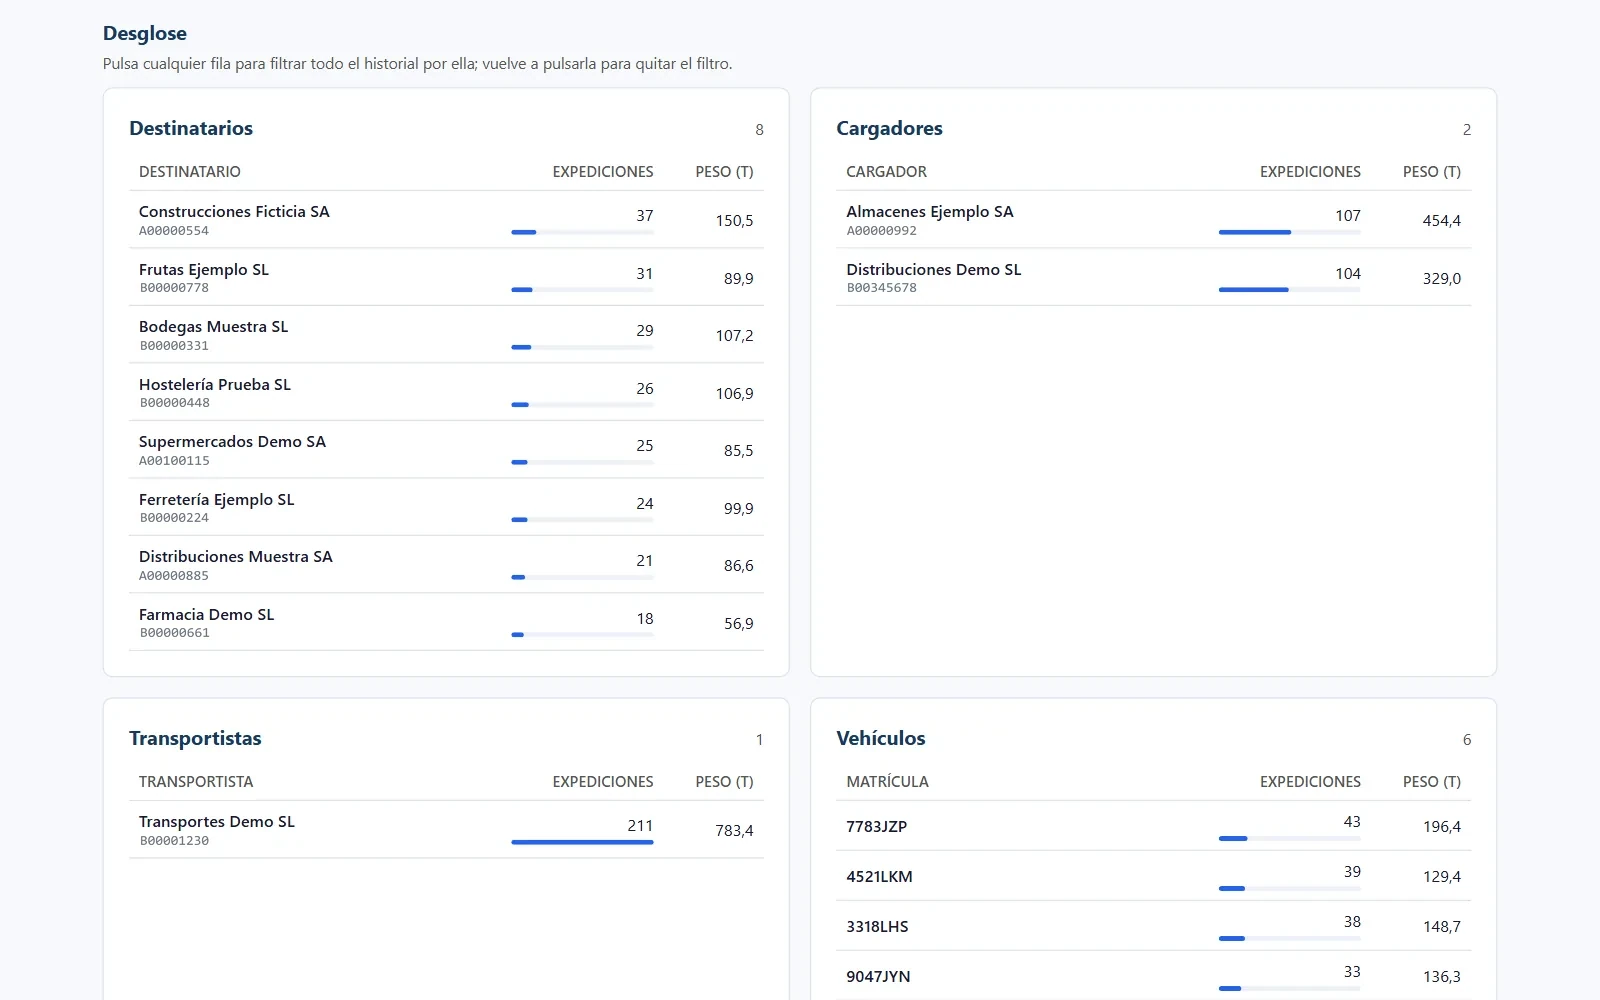 Desglose
Pulsa cualquier fila para filtrar todo el historial por ella; vuelve a pulsarla para quitar el filtro.
Destinatarios 8
DESTINATARIO EXPEDICIONES PESO (T)
Construcciones Ficticia SA 37 150,5
A00000554
Frutas Ejemplo SL 31 89,9
B00000778
Bodegas Muestra SL 29 107,2
B00000331
Hostelería Prueba SL 26 106,9
B00000448
Supermercados Demo SA 25 85,5
A00100115
Ferretería Ejemplo SL 24 99,9
B00000224
Distribuciones Muestra SA 21 86,6
A00000885
Farmacia Demo SL 18 56,9
B00000661
Cargadores 2
CARGADOR EXPEDICIONES PESO (T)
Almacenes Ejemplo SA 107 454,4
A00000992
Distribuciones Demo SL 104 329,0
B00345678
Transportistas 1
TRANSPORTISTA EXPEDICIONES PESO (T)
Transportes Demo SL 211 783,4
B00001230
Vehículos 6
MATRÍCULA EXPEDICIONES PESO (T)
7783JZP 43 196,4
4521LKM 39 129,4
3318LHS 38 148,7
9047JYN 33 136,3